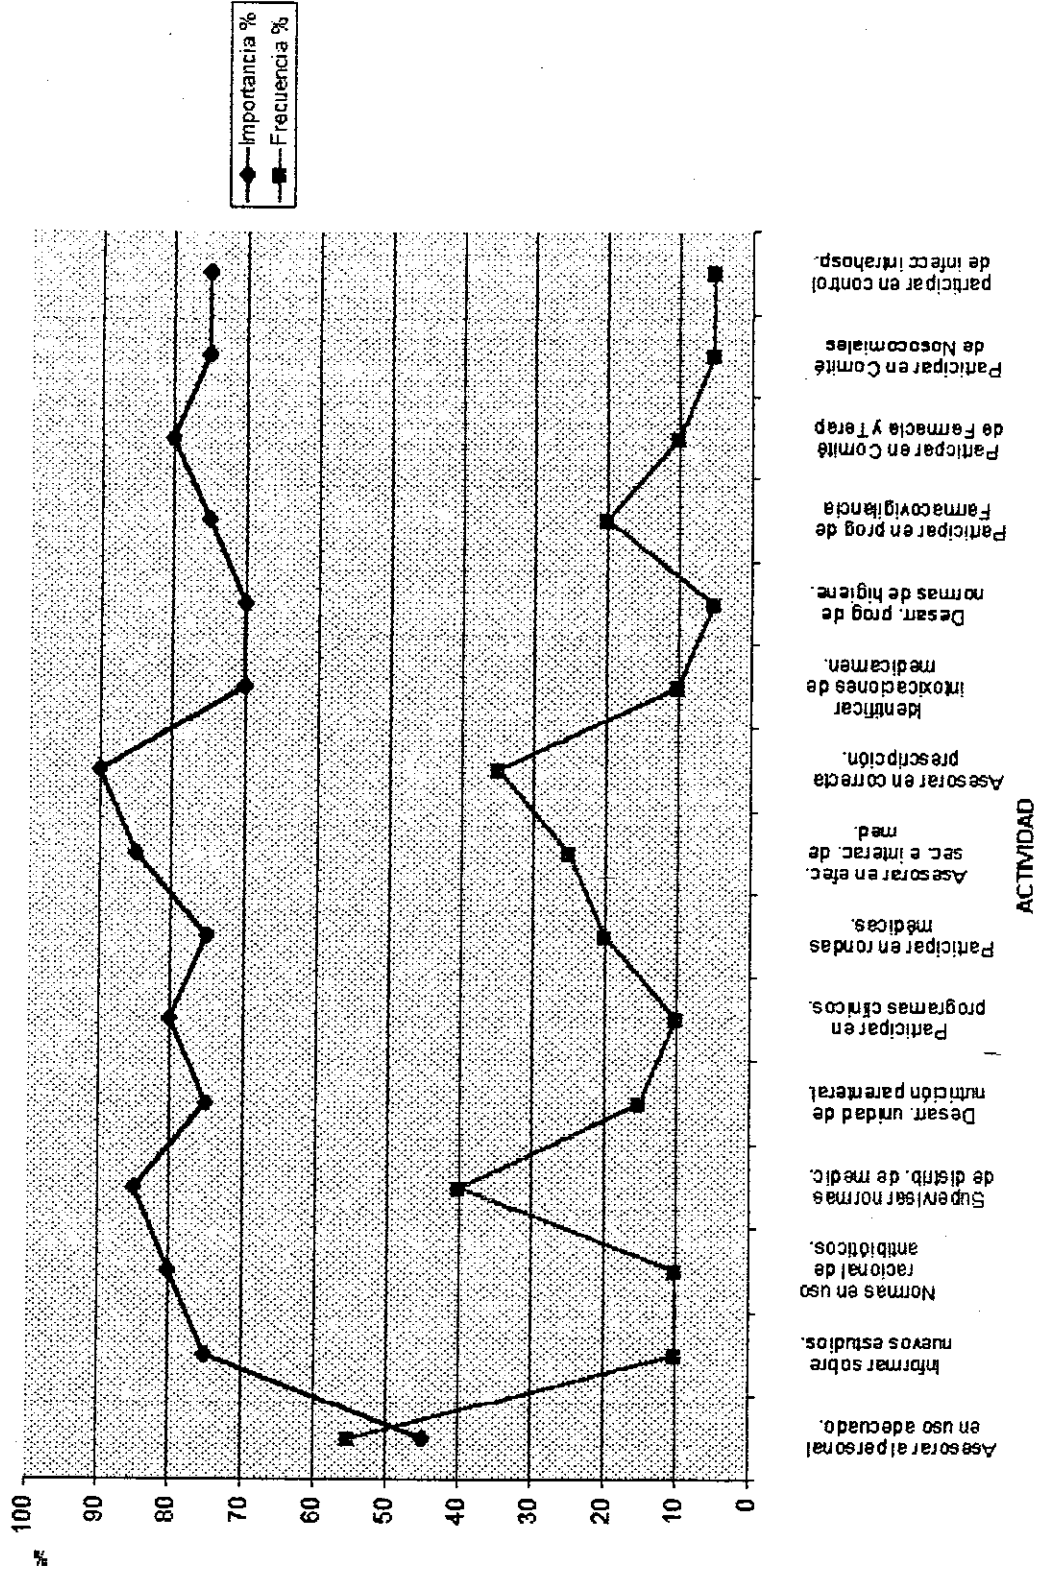 %
100
90
80
70
60
50
40
30
20
10
0
Asesorar al personal
en uso adecuado.
Informar sobre
nuevos estudios.
Normas en uso
racional de
antibióticos.
Supervisar normas
de distrib. de medic.
Desarr. unidad de
nutrición parenteral
Participar en
programas clínicos.
Participar en rondas
médicas.
Asesorar en efec.
sec. e interac. de
med.
Asesorar en correcta
prescripción.
Identificar
intoxicaciones de
medicamen.
Desarr. prog de
normas de higiene.
Participar en prog de
Farmacovigilancia
Particpar en Comité
de Farmacia y Terap
Participar en Comité
de Nosocomiales
participar en control
de infecc intrahosp.
ACTIVIDAD
Importancia %
Frecuencia %